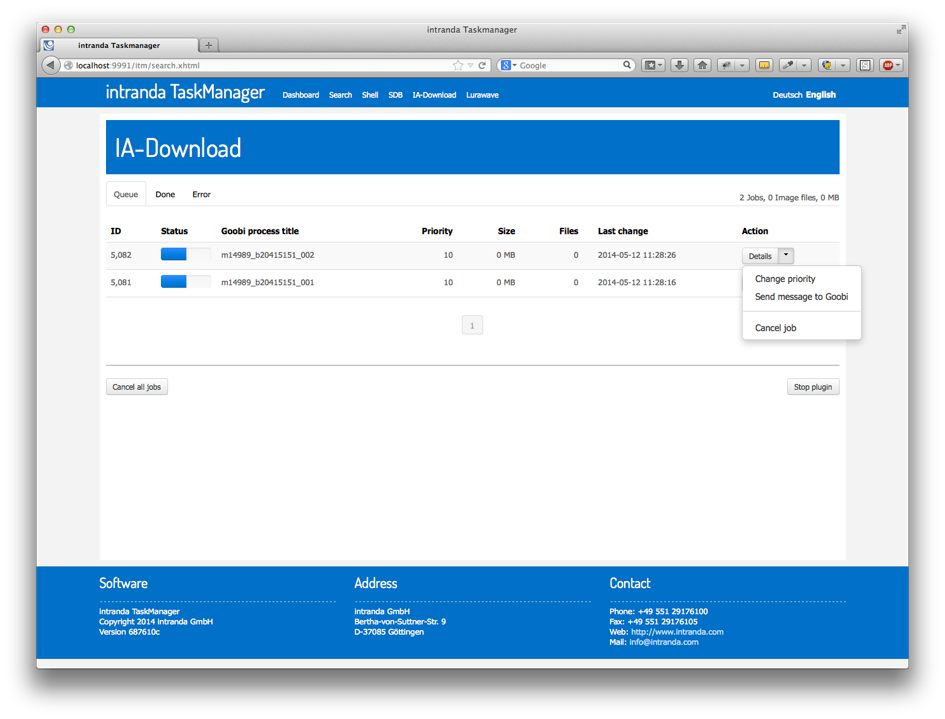 intranda Taskmanager
intranda Taskmanager
localhost:9991/itm/search.xhtml
Google
intranda TaskManager Dashboard Search Shell SDB IA-Download Lurawave Deutsch English
IA-Download
Queue Done Error
2 Jobs, 0 Image files, 0 MB
ID Status Goobi process title Priority Size Files Last change Action
5,082 m14989_b20415151_002 10 0 MB 0 2014-05-12 11:28:26 Details
Change priority
5,081 m14989_b20415151_001 10 0 MB 0 2014-05-12 11:28:16
Send message to Goobi
1
Cancel job
Cancel all jobs Stop plugin
Software
intranda TaskManager
Copyright 2014 intranda GmbH
Version 687610c
Address
intranda GmbH
Bertha-von-Suttner-Str. 9
D-37085 Göttingen
Contact
Phone: +49 551 29176100
Fax: +49 551 29176105
Web: http://www.intranda.com
Mail: info@intranda.com